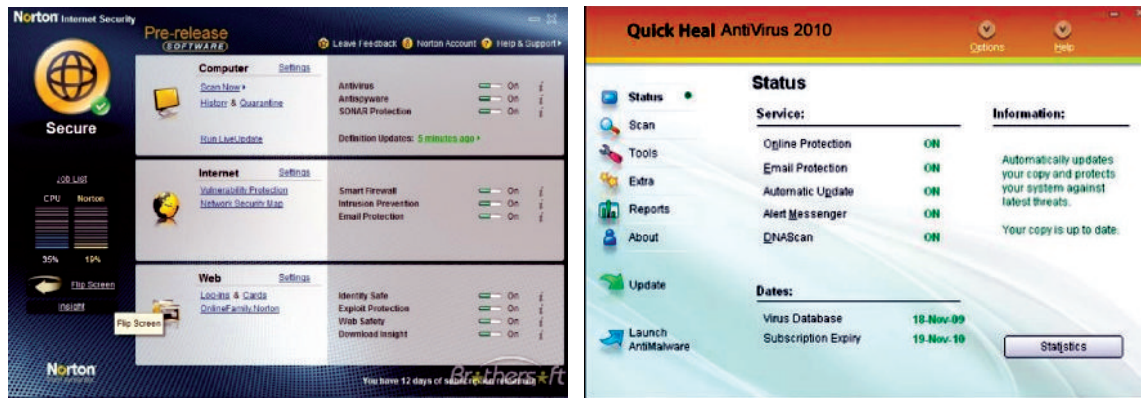 Norton Internet Security
Pre-release
SOFTWARE
Leave Feedback Norton Account Help & Support
Secure
Computer Settings
Scan Now
History & Quarantine
Run LiveUpdate
Antivirus On i
Antispyware On i
SONAR Protection On i
Definition Updates: 5 minutes ago
JOB LIST
CPU Norton
35% 19%
Flip Screen
Insight
Flip Screen
Internet Settings
Vulnerability Protection
Network Security Map
Smart Firewall On i
Intrusion Prevention On i
Email Protection On i
Web Settings
Log-ins & Cards
OnlineFamily.Norton
Identity Safe On i
Exploit Protection On i
Web Safety On i
Download Insight On i
Norton
You have 12 days of
Quick Heal AntiVirus 2010
Options Help
Status
Scan
Tools
Extra
Reports
About
Update
Launch
AntiMalware
Status
Service:
Online Protection ON
Email Protection ON
Automatic Update ON
Alert Messenger ON
DNAScan ON
Dates:
Virus Database 18-Nov-09
Subscription Expiry 19-Nov-10
Information:
Automatically updates
your copy and protects
your system against
latest threats.
Your copy is up to date.
Statistics